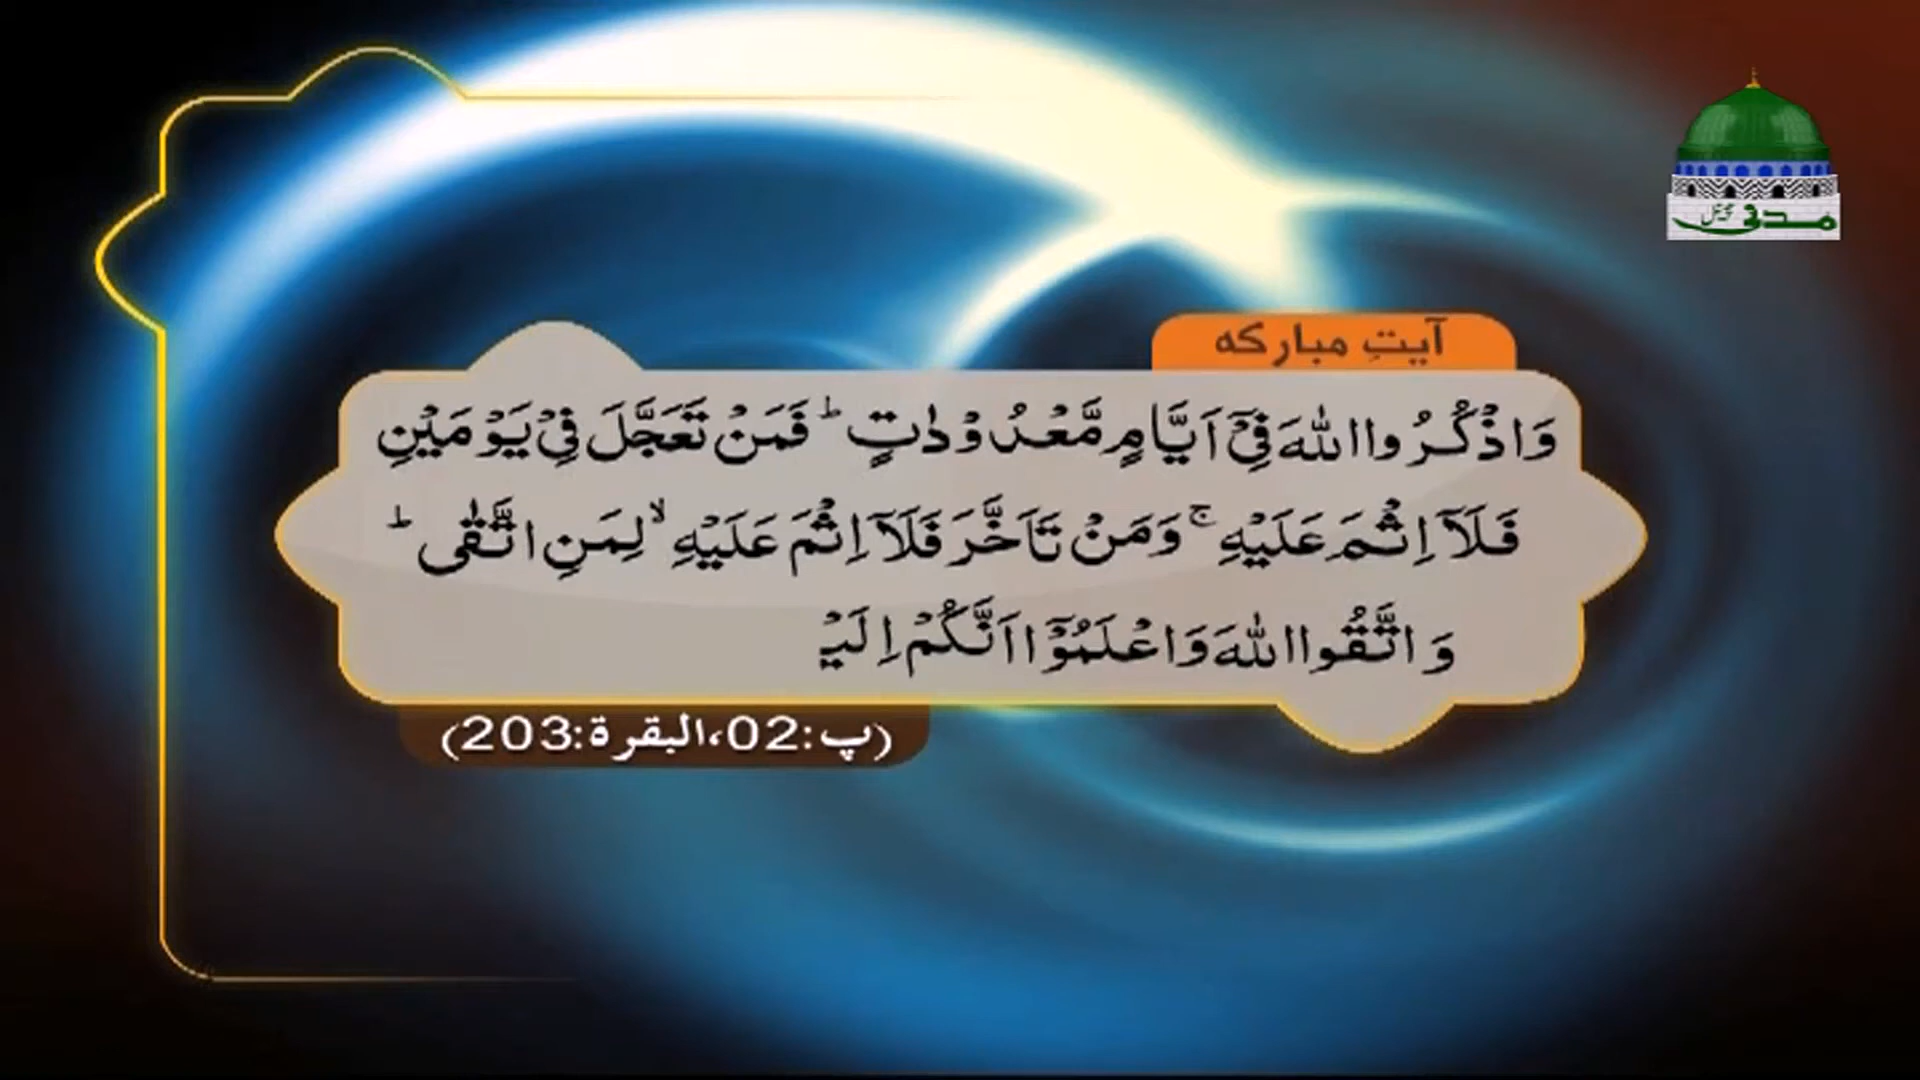 مدنی چینل
آیتِ مبارکہ
وَاذْكُرُوا اللّٰهَ فِیْۤ اَیَّامٍ مَّعْدُوْدٰتٍ ؕ فَمَنْ تَعَجَّلَ فِیْ یَوْمَیْنِ
فَلَاۤ اِثْمَ عَلَیْهِ ۚ وَمَنْ تَاَخَّرَ فَلَاۤ اِثْمَ عَلَیْهِ ۙ لِمَنِ اتَّقٰى ؕ
وَاتَّقُوا اللّٰهَ وَاعْلَمُوْۤا اَنَّكُمْ اِلَیْ
(پ:02،البقرۃ:203)